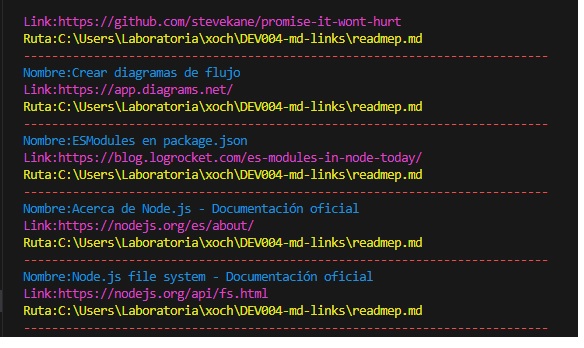 Link:https://github.com/stevekane/promise-it-wont-hurt
Ruta:C:\Users\Laboratoria\xoch\DEV004-md-links\readmep.md
---------------------------------------------------------------------------
Nombre:Crear diagramas de flujo
Link:https://app.diagrams.net/
Ruta:C:\Users\Laboratoria\xoch\DEV004-md-links\readmep.md
---------------------------------------------------------------------------
Nombre:ESModules en package.json
Link:https://blog.logrocket.com/es-modules-in-node-today/
Ruta:C:\Users\Laboratoria\xoch\DEV004-md-links\readmep.md
---------------------------------------------------------------------------
Nombre:Acerca de Node.js - Documentación oficial
Link:https://nodejs.org/es/about/
Ruta:C:\Users\Laboratoria\xoch\DEV004-md-links\readmep.md
---------------------------------------------------------------------------
Nombre:Node.js file system - Documentación oficial
Link:https://nodejs.org/api/fs.html
Ruta:C:\Users\Laboratoria\xoch\DEV004-md-links\readmep.md
---------------------------------------------------------------------------